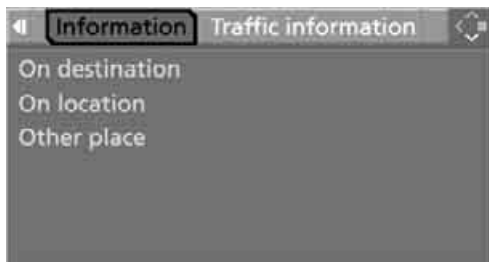 Information Traffic information
On destination
On location
Other place